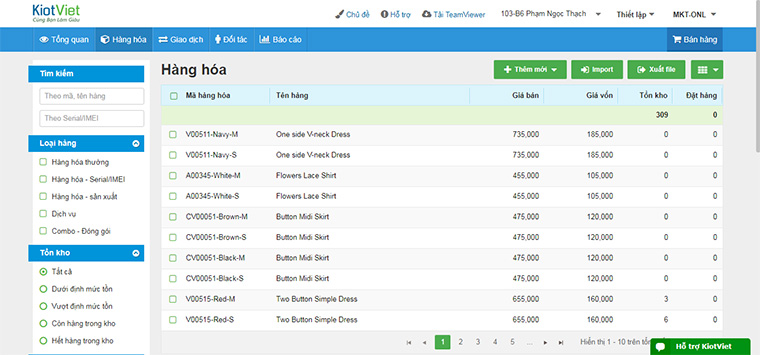 KiotViet
Cùng Bạn Làm Giàu
Chủ đề Hỗ trợ Tải TeamViewer 103-B6 Phạm Ngọc Thạch Thiết lập MKT-ONL
Tổng quan Hàng hóa Giao dịch Đối tác Báo cáo Bán hàng
Tìm kiếm
Theo mã, tên hàng
Theo Serial/IMEI
Loại hàng
Hàng hóa thường
Hàng hóa - Serial/IMEI
Hàng hóa - sản xuất
Dịch vụ
Combo - Đóng gói
Tồn kho
Tất cả
Dưới định mức tồn
Vượt định mức tồn
Còn hàng trong kho
Hết hàng trong kho
Hàng hóa
Thêm mới Import Xuất file
Mã hàng hóa Tên hàng Giá bán Giá vốn Tồn kho Đặt hàng
309 0
V00511-Navy-M One side V-neck Dress 735,000 185,000 0 0
V00511-Navy-S One side V-neck Dress 735,000 185,000 0 0
A00345-White-M Flowers Lace Shirt 455,000 105,000 0 0
A00345-White-S Flowers Lace Shirt 455,000 105,000 0 0
CV00051-Brown-M Button Midi Skirt 475,000 120,000 0 0
CV00051-Brown-S Button Midi Skirt 475,000 120,000 0 0
CV00051-Black-M Button Midi Skirt 475,000 120,000 0 0
CV00051-Black-S Button Midi Skirt 475,000 120,000 0 0
V00515-Red-M Two Button Simple Dress 655,000 160,000 3 0
V00515-Red-S Two Button Simple Dress 655,000 160,000 6 0
1 2 3 4 5 ... Hiển thị 1 - 10 trên
Hỗ trợ KiotViet